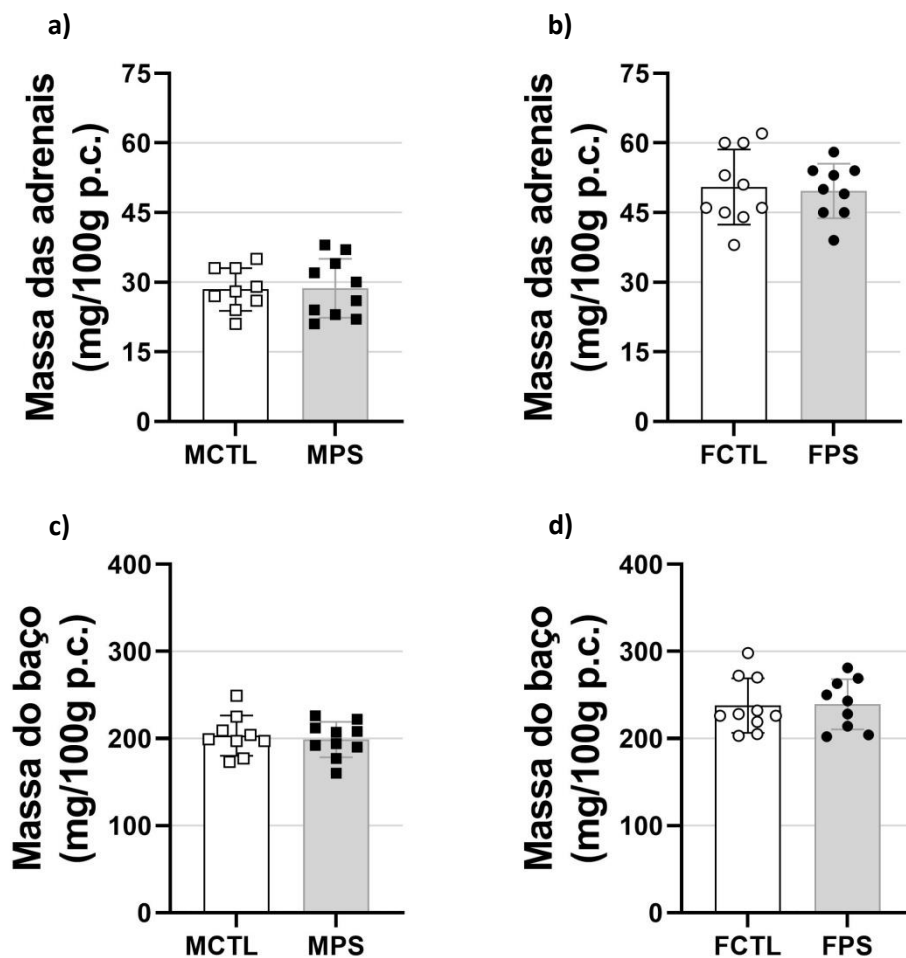 a)
Massa das adrenais
(mg/100g p.c.)
75
60
45
30
15
0
MCTL
MPS
b)
Massa das adrenais
(mg/100g p.c.)
75
60
45
30
15
0
FCTL
FPS
c)
Massa do baço
(mg/100g p.c.)
400
300
200
100
0
MCTL
MPS
d)
Massa do baço
(mg/100g p.c.)
400
300
200
100
0
FCTL
FPS